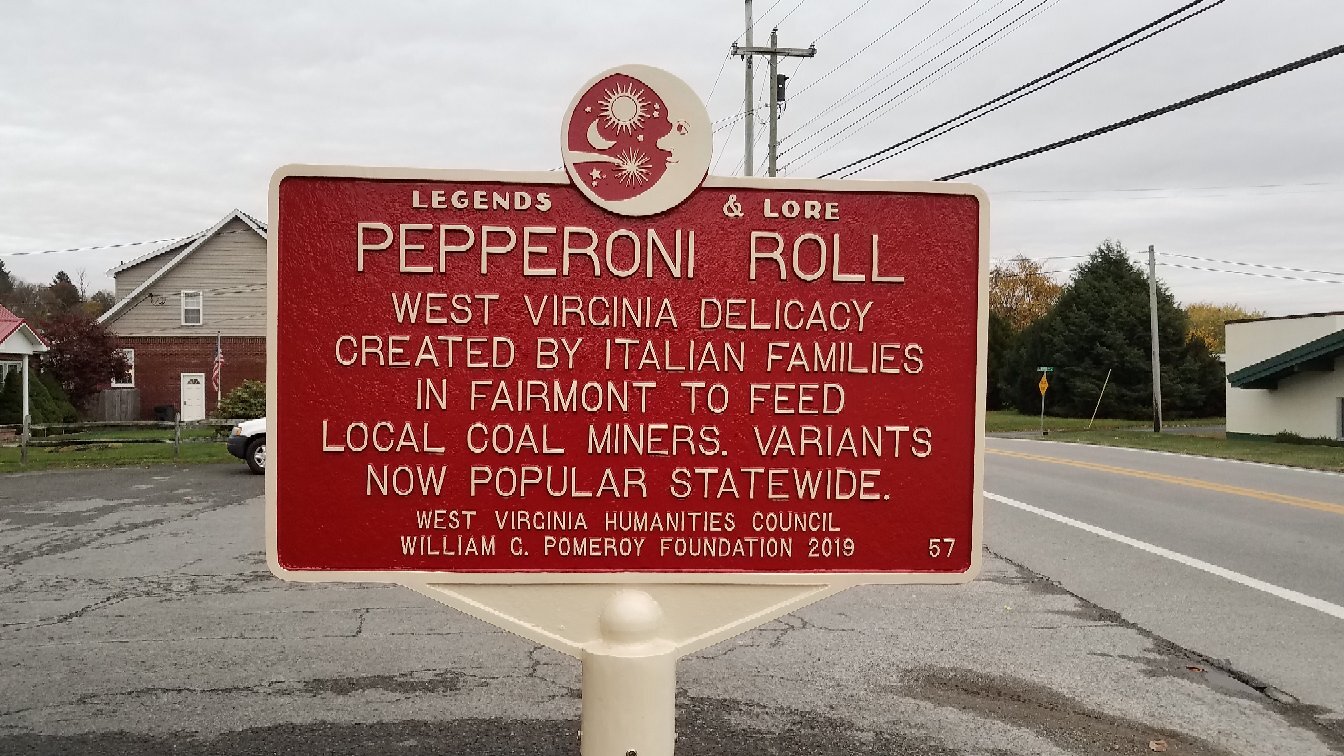 LEGENDS & LORE
PEPPERONI ROLL
WEST VIRGINIA DELICACY
CREATED BY ITALIAN FAMILIES
IN FAIRMONT TO FEED
LOCAL COAL MINERS. VARIANTS
NOW POPULAR STATEWIDE.
WEST VIRGINIA HUMANITIES COUNCIL
WILLIAM G. POMEROY FOUNDATION 2019 57